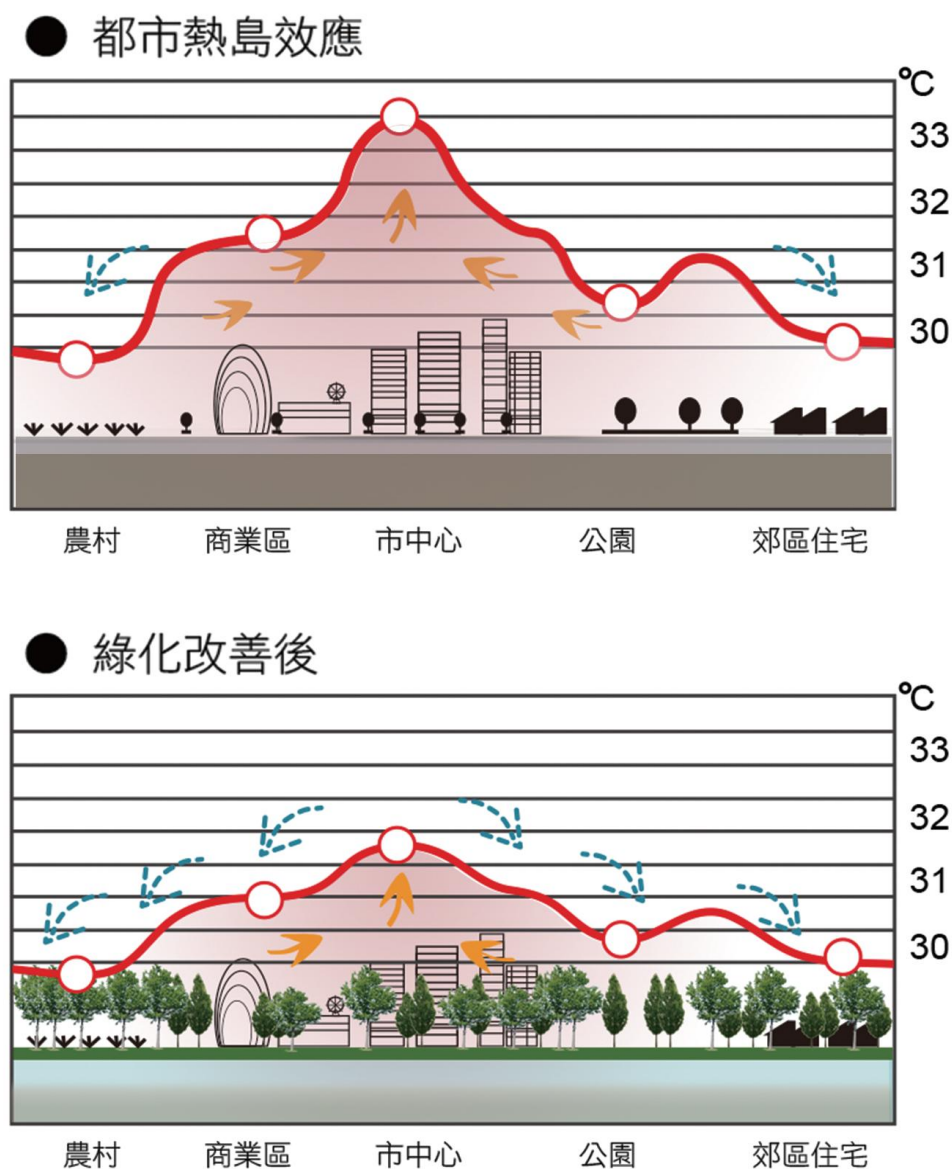 ● 都市熱島效應
℃
33
32
31
30
農村 商業區 市中心 公園 郊區住宅
● 綠化改善後
℃
33
32
31
30
農村 商業區 市中心 公園 郊區住宅